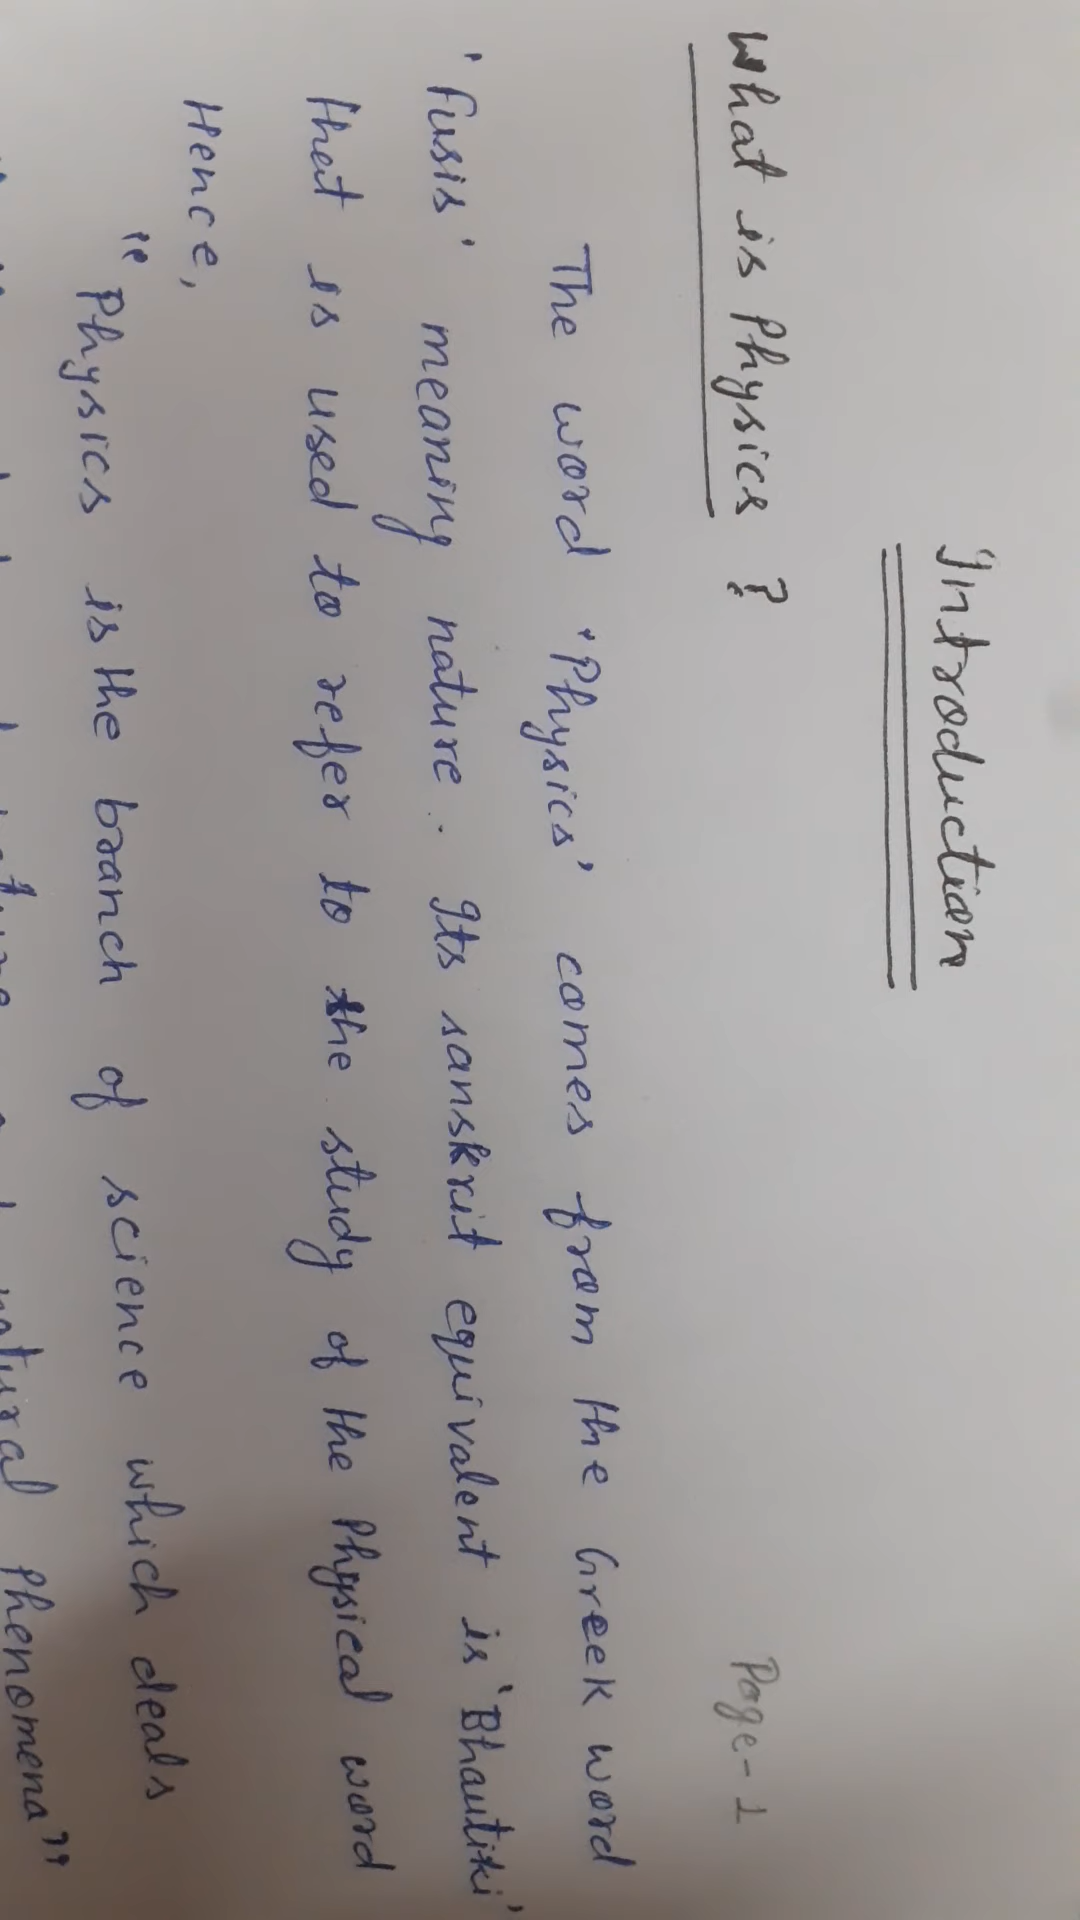 Introduction
Page-1
What is Physics ?
The word 'Physics' comes from the Greek word
'fusis' meaning nature. Its sanskrit equivalent is 'Bhautiki'
that is used to refer to the study of the Physical word
Hence,
"Physics is the branch of science which deals
natural Phenomena"